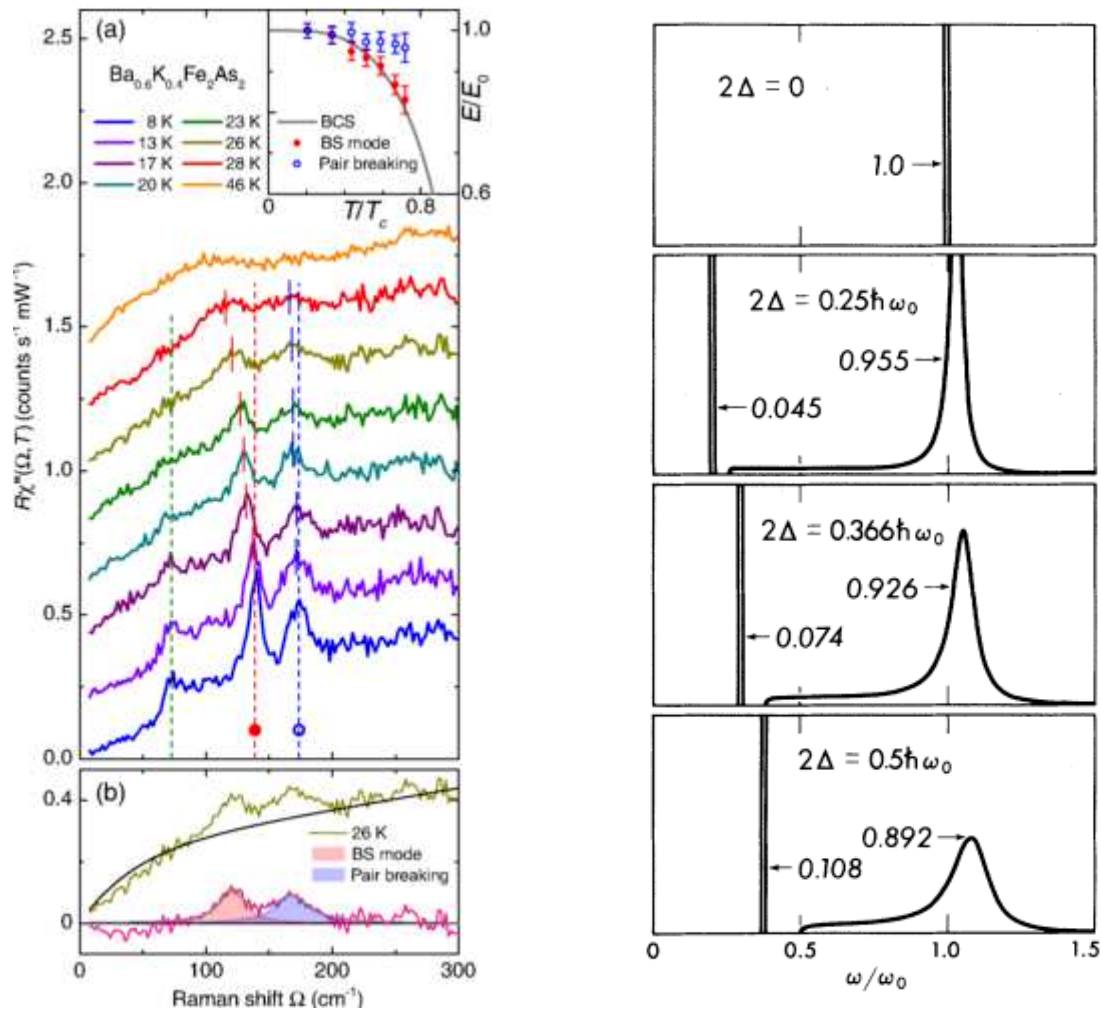 (a)
Ba0.6K0.4Fe2As2
8 K
23 K
13 K
26 K
17 K
28 K
20 K
46 K
BCS
BS mode
Pair breaking
1.0
0.6
E/E0
0
0.8
T/Tc
2.5
2.0
1.5
1.0
0.5
0.0
Rχ″(Ω,T) (counts s⁻¹ mW⁻¹)
(b)
26 K
BS mode
Pair breaking
0.4
0
0
100
200
300
Raman shift Ω (cm⁻¹)
2Δ = 0
1.0
2Δ = 0.25ħω₀
0.955
0.045
2Δ = 0.366ħω₀
0.926
0.074
2Δ = 0.5ħω₀
0.892
0.108
0
0.5
1.0
1.5
ω/ω₀